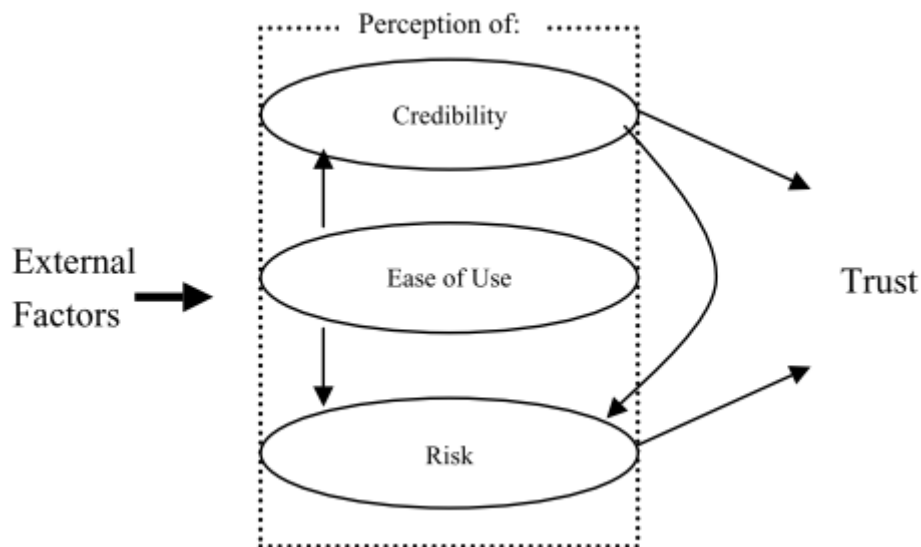 Perception of:
Credibility
External
Factors
Ease of Use
Trust
Risk